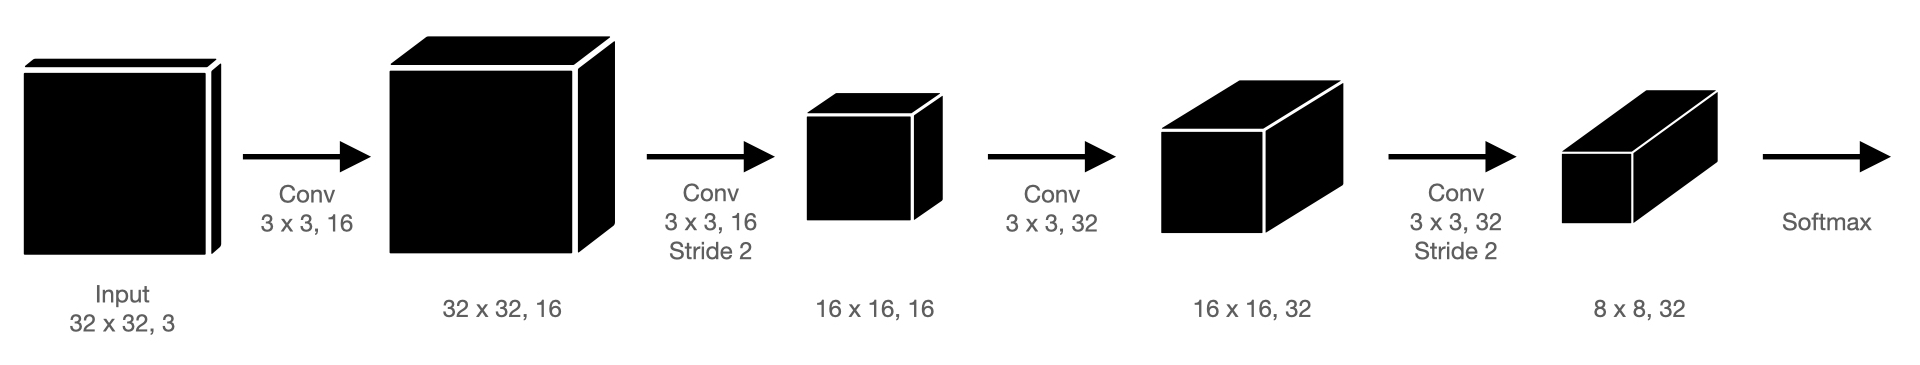 Input
32 x 32, 3
Conv
3 x 3, 16
32 x 32, 16
Conv
3 x 3, 16
Stride 2
16 x 16, 16
Conv
3 x 3, 32
16 x 16, 32
Conv
3 x 3, 32
Stride 2
8 x 8, 32
Softmax